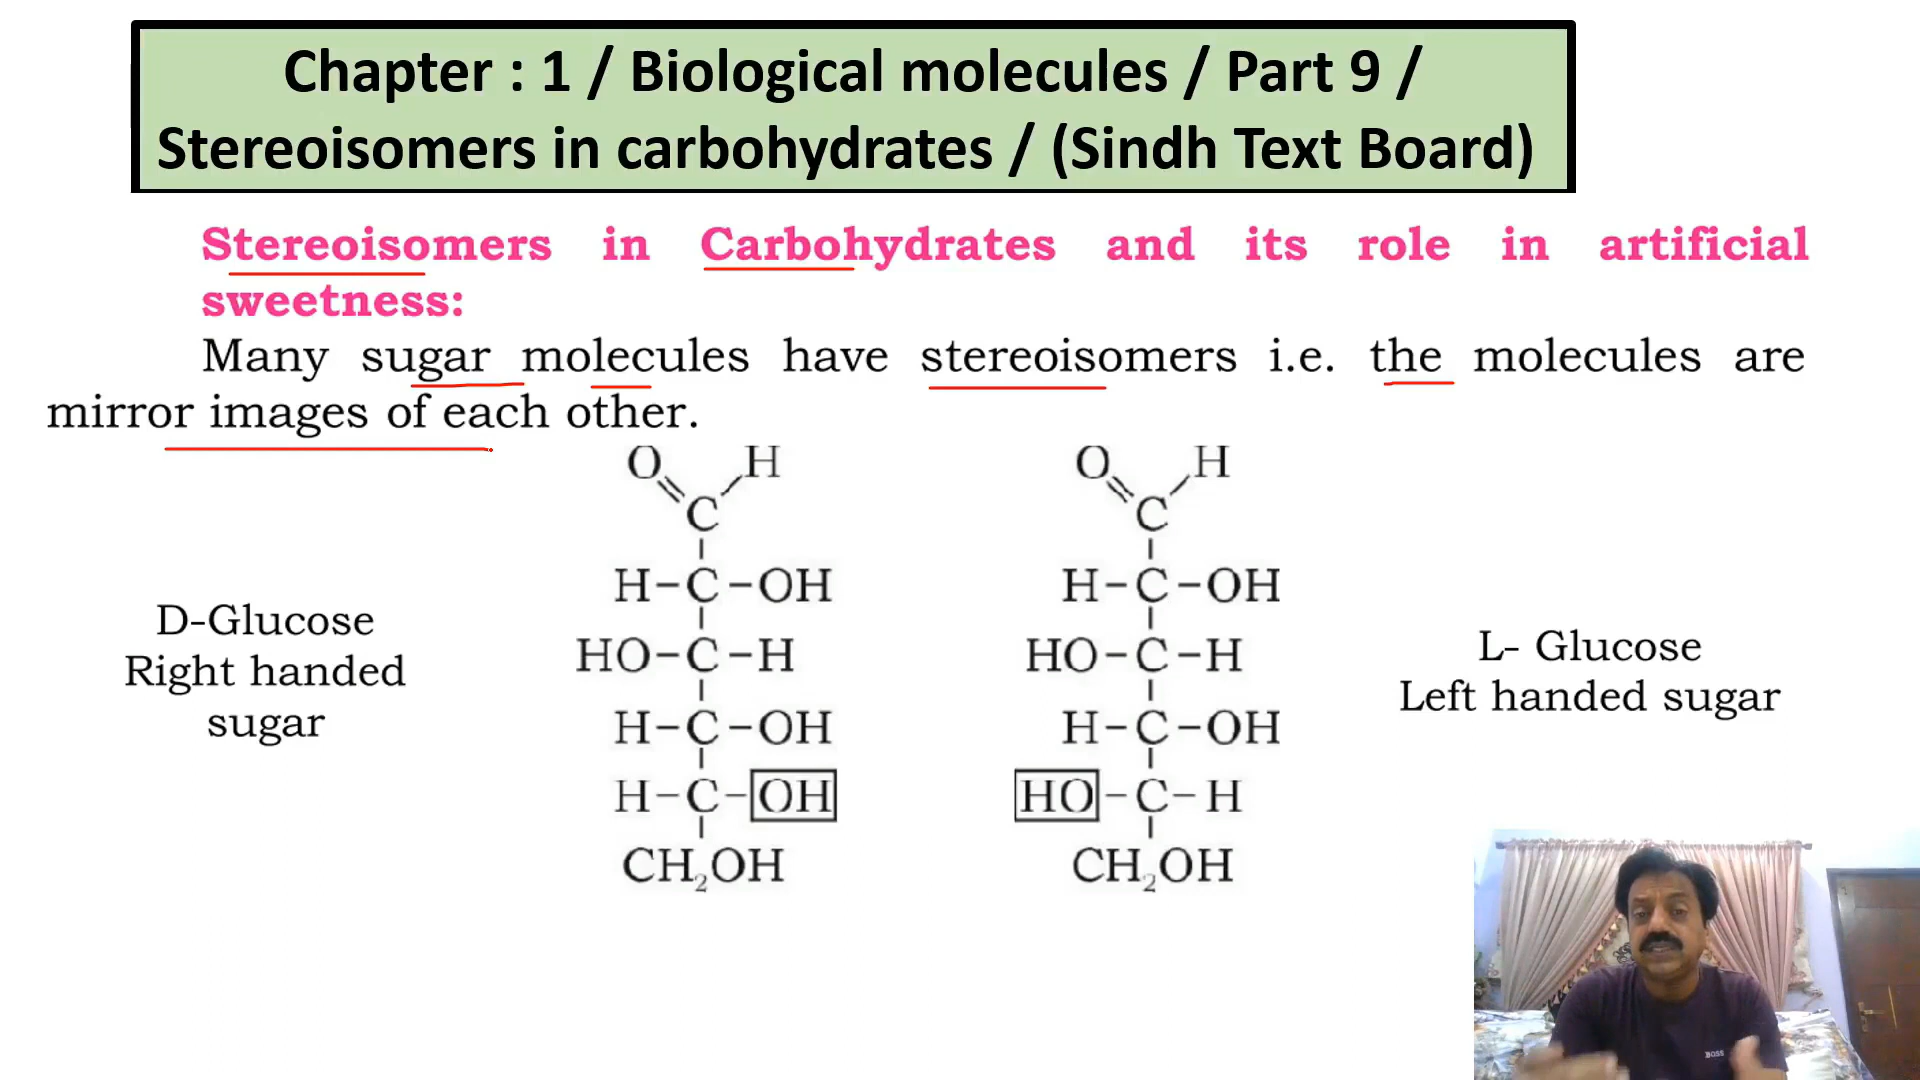 Chapter : 1 / Biological molecules / Part 9 /
Stereoisomers in carbohydrates / (Sindh Text Board)
Stereoisomers in Carbohydrates and its role in artificial
sweetness:
Many sugar molecules have stereoisomers i.e. the molecules are
mirror images of each other.
D-Glucose
Right handed
sugar
O H
C
H-C-OH
HO-C-H
H-C-OH
H-C-OH
CH₂OH
O H
C
H-C-OH
HO-C-H
H-C-OH
HO-C-H
CH₂OH
L- Glucose
Left handed sugar
BOSS